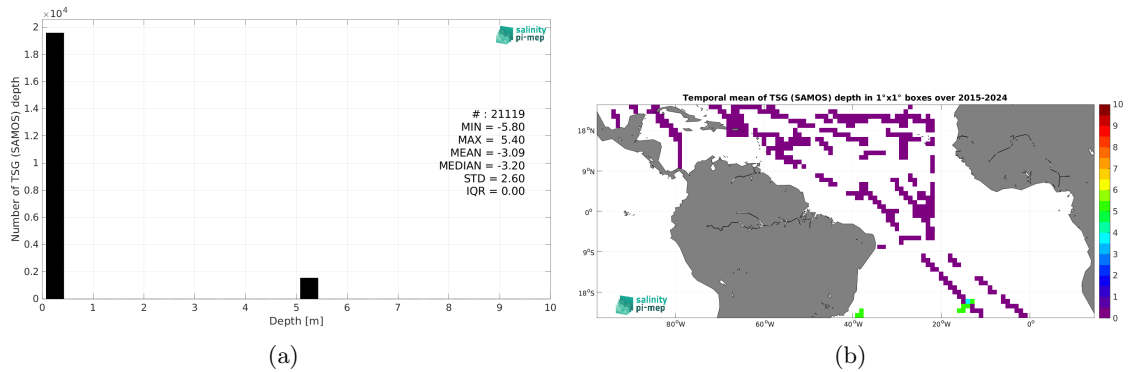 ×10⁴
2
1.8
1.6
1.4
1.2
1
0.8
0.6
0.4
0.2
0
Number of TSG (SAMOS) depth
salinity
pi-mep
# : 21119
MIN = -5.80
MAX = 5.40
MEAN = -3.09
MEDIAN = -3.20
STD = 2.60
IQR = 0.00
0 1 2 3 4 5 6 7 8 9 10
Depth [m]
(a)
Temporal mean of TSG (SAMOS) depth in 1°x1° boxes over 2015-2024
18°N
9°N
0°
9°S
18°S
80°W 60°W 40°W 20°W 0°
salinity
pi-mep
10
9
8
7
6
5
4
3
2
1
0
(b)